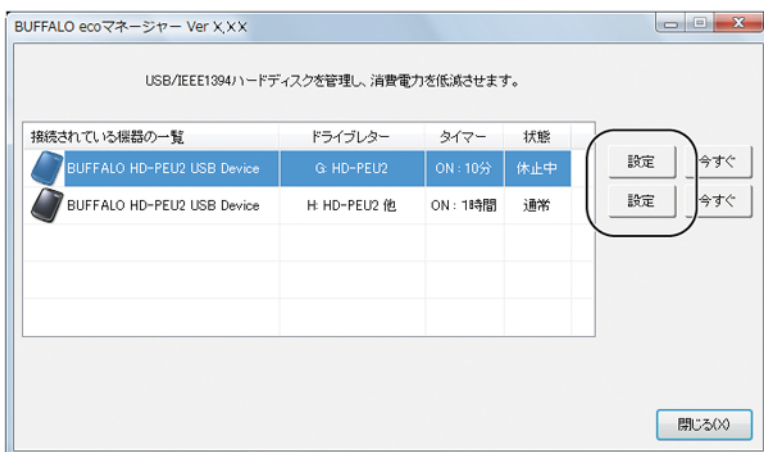 BUFFALO ecoマネージャー Ver X,XX
USB/IEEE1394ハードディスクを管理し、消費電力を低減させます。
接続されている機器の一覧 ドライブレター タイマー 状態
BUFFALO HD-PEU2 USB Device G: HD-PEU2 ON : 10分 休止中 設定 今すぐ
BUFFALO HD-PEU2 USB Device H: HD-PEU2 他 ON : 1時間 通常 設定 今すぐ
閉じる(X)